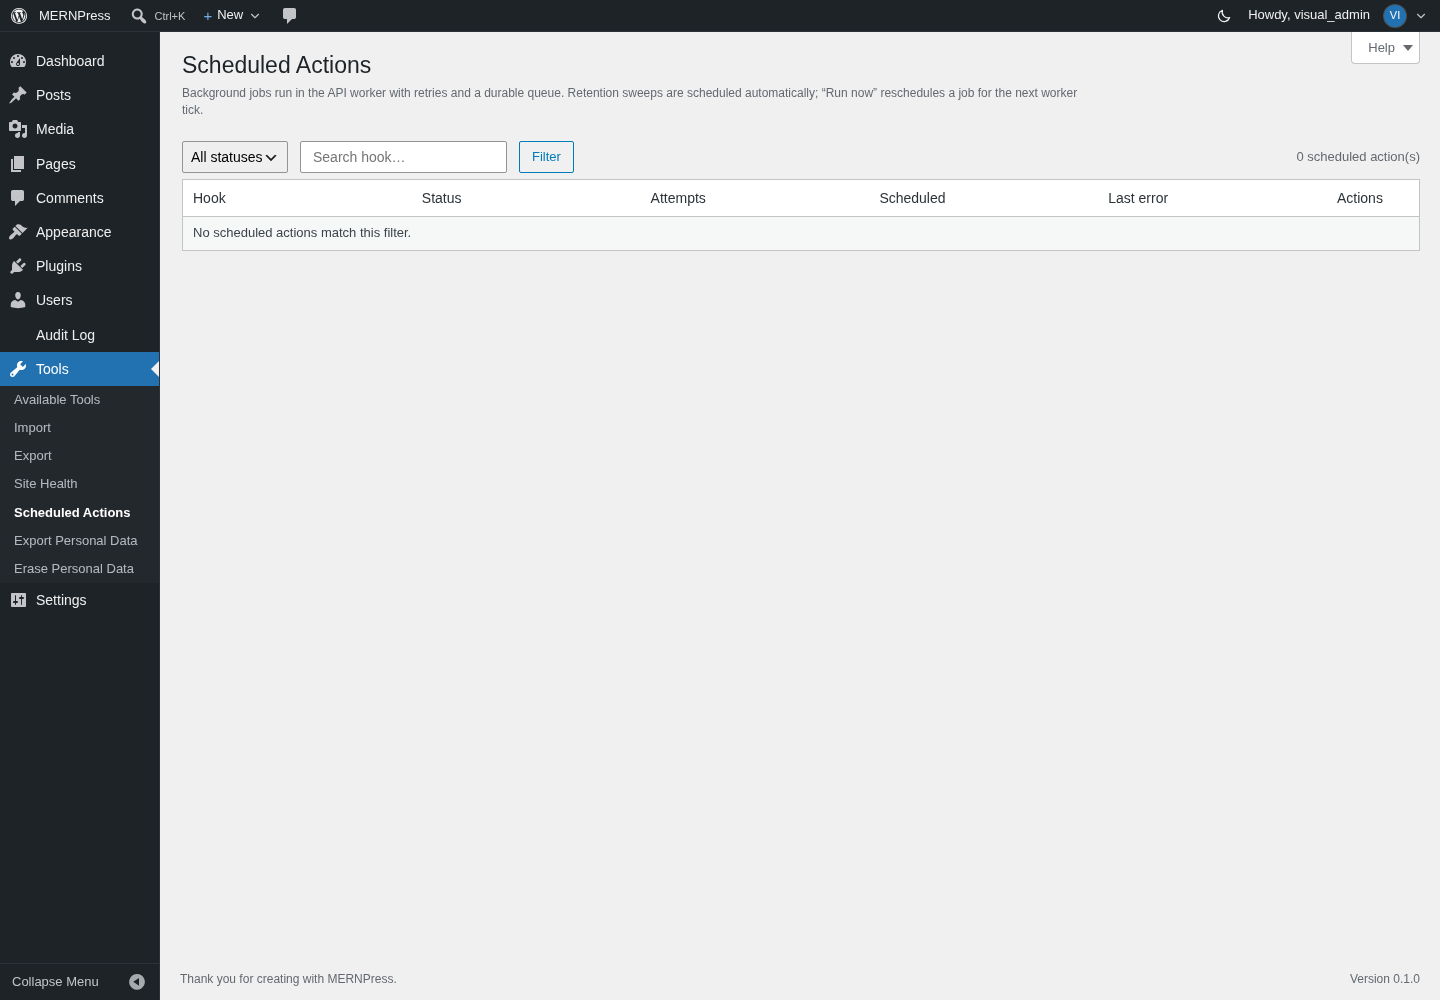 MERNPress Ctrl+K + New Howdy, visual_admin VI
Help
Dashboard
Posts
Media
Pages
Comments
Appearance
Plugins
Users
Audit Log
Tools
Available Tools
Import
Export
Site Health
Scheduled Actions
Export Personal Data
Erase Personal Data
Settings
Collapse Menu
Scheduled Actions
Background jobs run in the API worker with retries and a durable queue. Retention sweeps are scheduled automatically; “Run now” reschedules a job for the next worker
tick.
All statuses Search hook… Filter 0 scheduled action(s)
Hook Status Attempts Scheduled Last error Actions
No scheduled actions match this filter.
Thank you for creating with MERNPress. Version 0.1.0